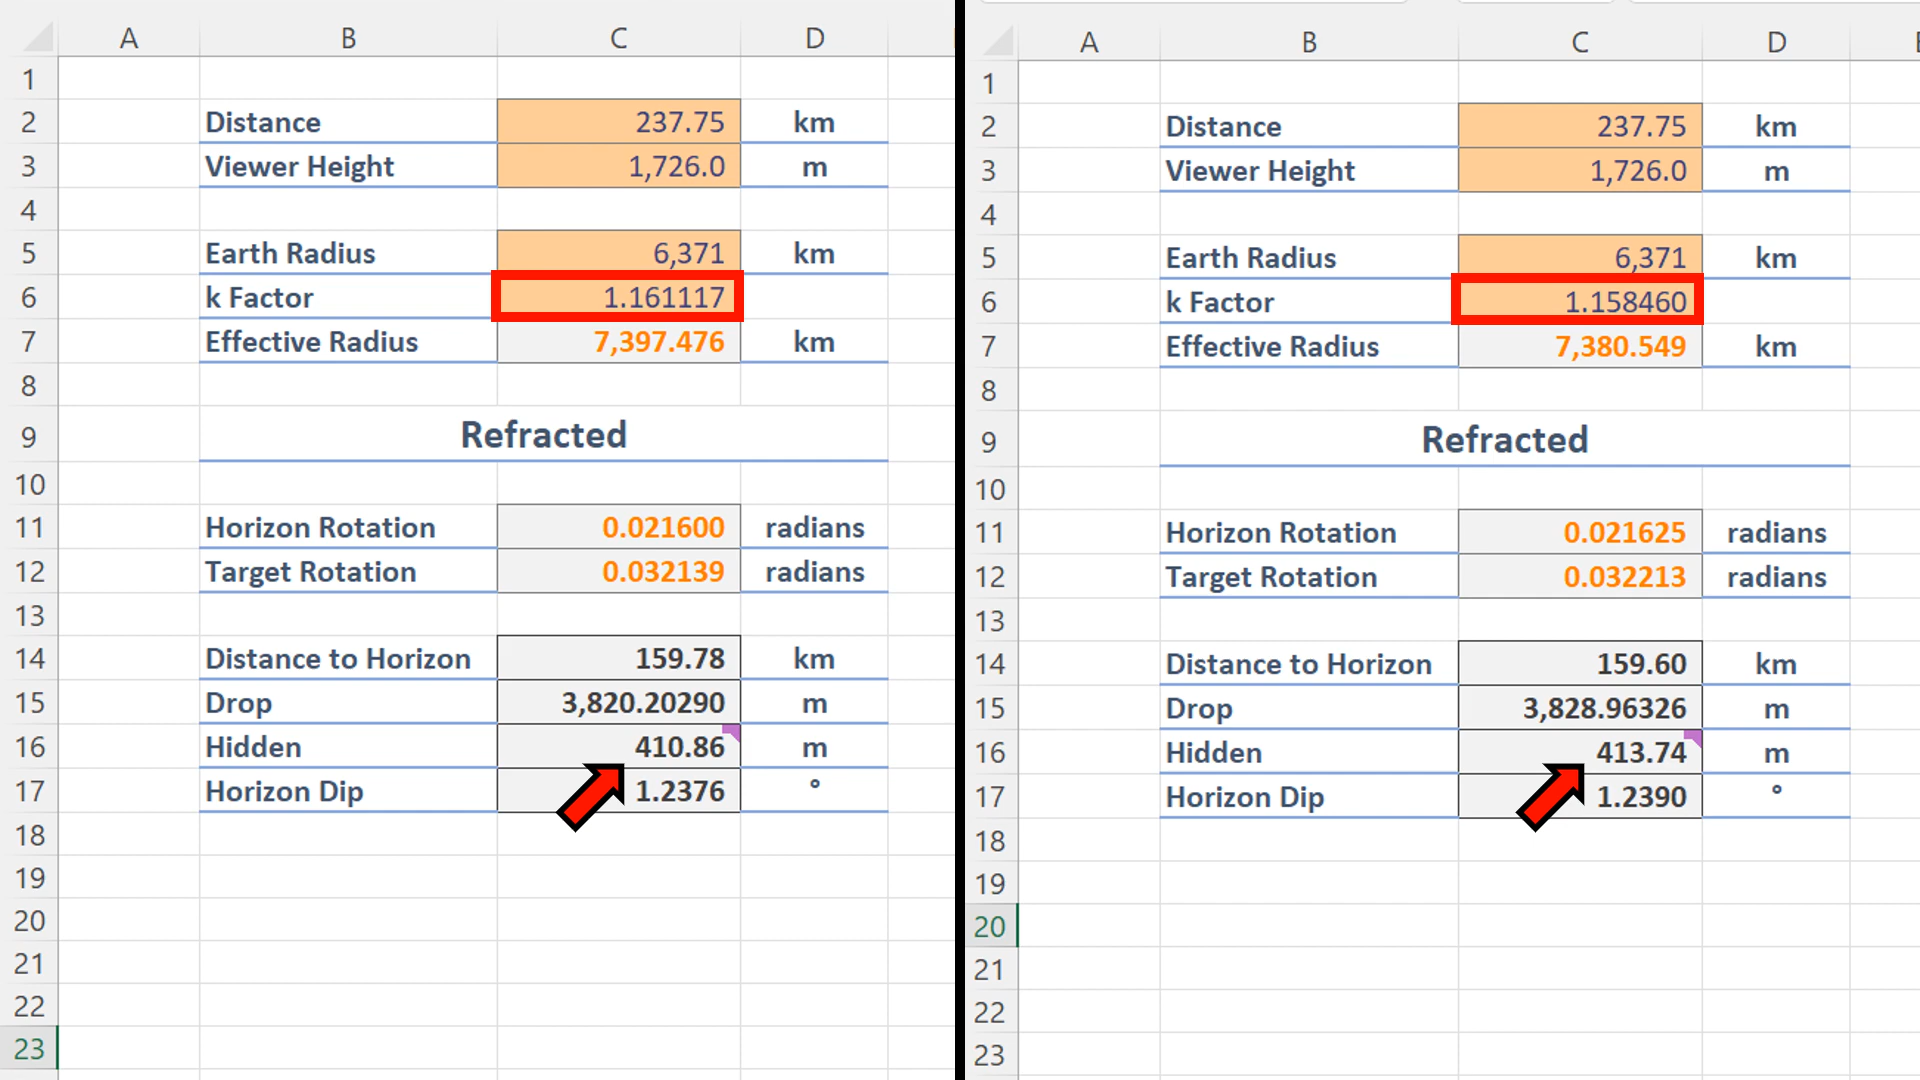 A B C D
1
2 Distance 237.75 km
3 Viewer Height 1,726.0 m
4
5 Earth Radius 6,371 km
6 k Factor 1.161117
7 Effective Radius 7,397.476 km
8
9 Refracted
10
11 Horizon Rotation 0.021600 radians
12 Target Rotation 0.032139 radians
13
14 Distance to Horizon 159.78 km
15 Drop 3,820.20290 m
16 Hidden 410.86 m
17 Horizon Dip 1.2376 °
18
19
20
21
22
23
A B C D
1
2 Distance 237.75 km
3 Viewer Height 1,726.0 m
4
5 Earth Radius 6,371 km
6 k Factor 1.158460
7 Effective Radius 7,380.549 km
8
9 Refracted
10
11 Horizon Rotation 0.021625 radians
12 Target Rotation 0.032213 radians
13
14 Distance to Horizon 159.60 km
15 Drop 3,828.96326 m
16 Hidden 413.74 m
17 Horizon Dip 1.2390 °
18
19
20
21
22
23